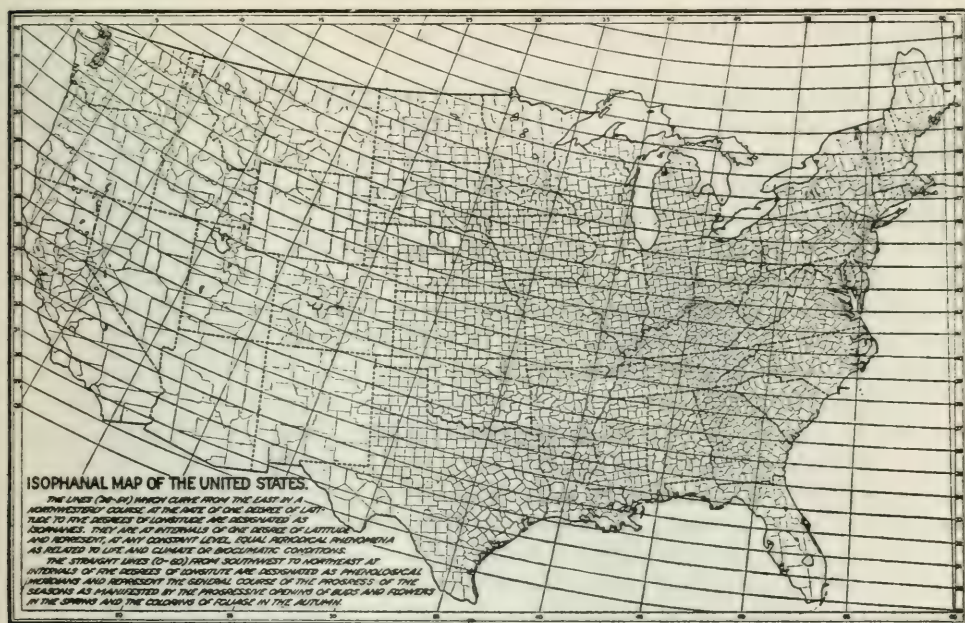 ISOPHANAL MAP OF THE UNITED STATES.
THE LINES (26-51) WHICH CURVE FROM THE EAST IN A
NORTHWESTERLY COURSE AT THE RATE OF ONE DEGREE OF LAT-
TUDE TO FIVE DEGREES OF LONGITUDE ARE DESIGNATED AS
ISOPHANES. THEY ARE AT INTERVALS OF ONE DEGREE OF LATITUDE
AND REPRESENT, AT ANY CONSTANT LEVEL, EQUAL PERIODICAL PHENOMENA
AS RELATED TO LIFE AND CLIMATE OR BIOCLIMATIC CONDITIONS.
THE STRAIGHT LINES (0-60) FROM SOUTHWEST TO NORTHEAST AT
INTERVALS OF FIVE DEGREES OF LONGITUDE ARE DESIGNATED AS PHENOLOGICAL
MERIDIANS AND REPRESENT THE GENERAL COURSE OF THE PROGRESS OF THE
SEASONS AS MANIFESTED BY THE PROGRESSIVE OPENING OF BUDS AND FLOWERS
IN THE SPRING AND THE COLORING OF FOLIAGE IN THE AUTUMN.